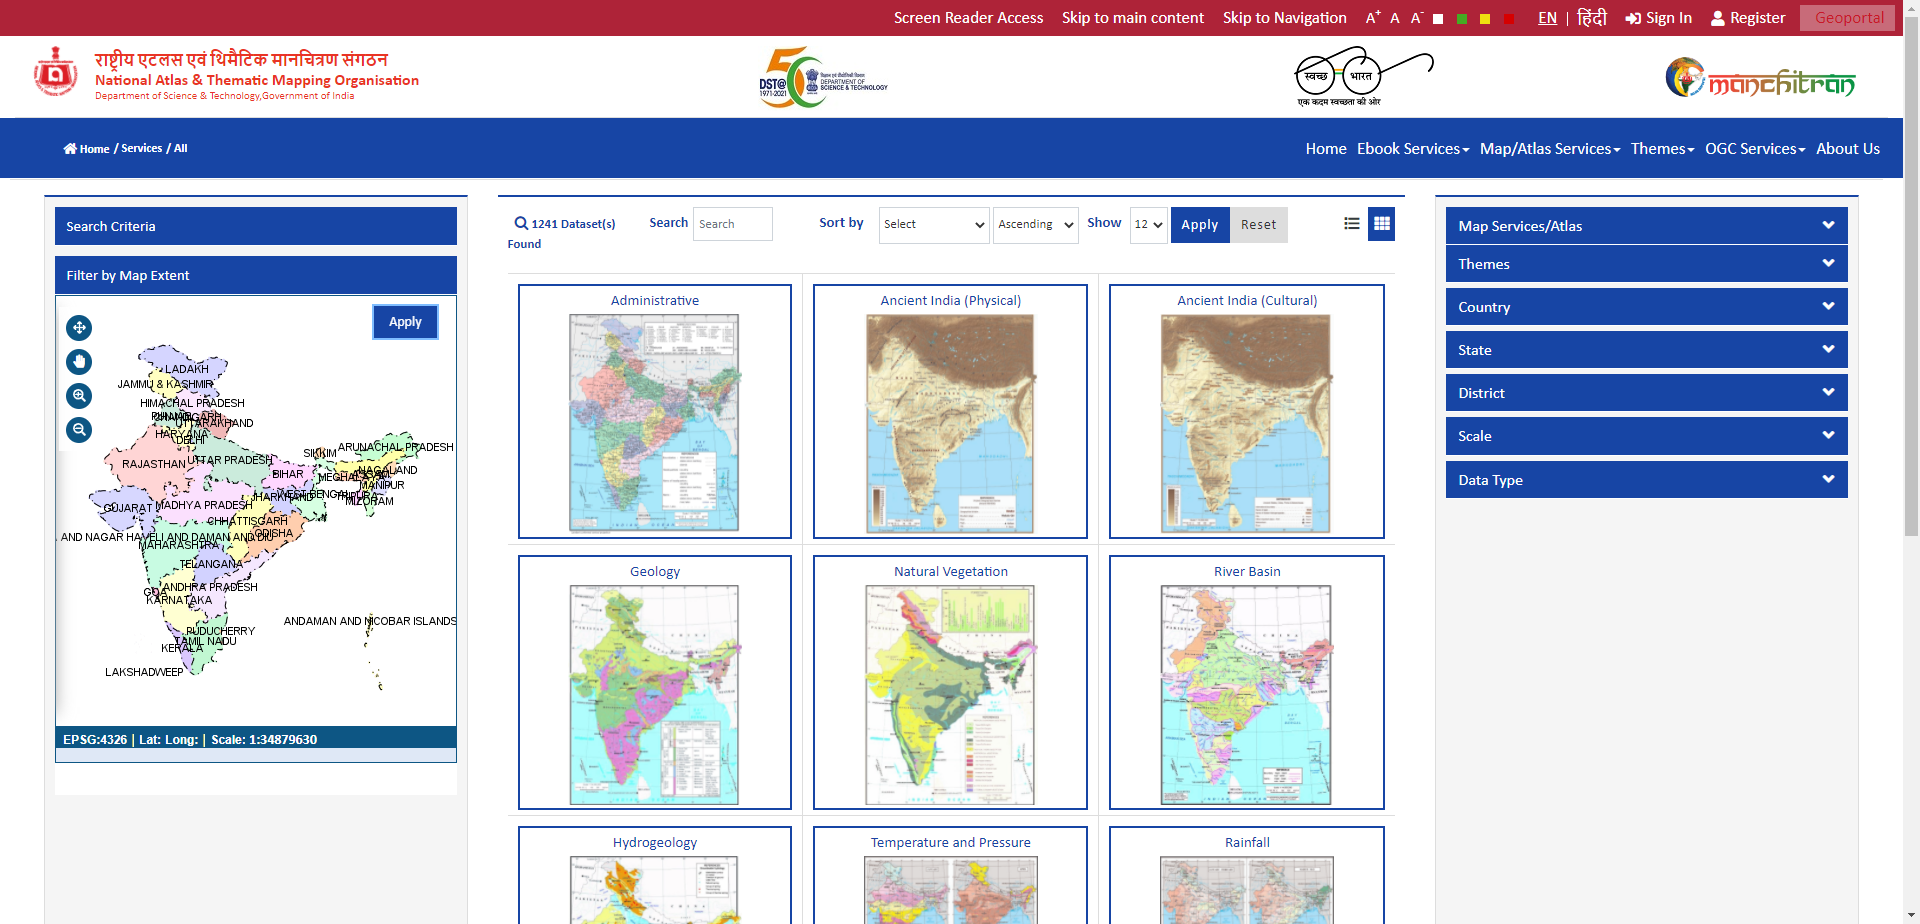 Screen Reader Access Skip to main content Skip to Navigation A+ A A- EN | हिंदी Sign In Register Geoportal
राष्ट्रीय एटलस एवं थिमैटिक मानचित्रण संगठन
National Atlas & Thematic Mapping Organisation
Department of Science & Technology,Government of India
DST@50
1971-2021
DEPARTMENT OF
SCIENCE & TECHNOLOGY
स्वच्छ भारत
एक कदम स्वच्छता की ओर
manchitran
Home / Services / All
Home Ebook Services Map/Atlas Services Themes OGC Services About Us
Search Criteria
Filter by Map Extent
Apply
LADAKH
JAMMU & KASHMIR
HIMACHAL PRADESH
UTTARAKHAND
HARYANA
DELHI
ARUNACHAL PRADESH
SIKKIM
RAJASTHAN
UTTAR PRADESH
NAGALAND
BIHAR
MEGHALAYA
MANIPUR
JHARKHAND
WEST BENGAL
TRIPURA
MIZORAM
GUJARAT
MADHYA PRADESH
CHHATTISGARH
ODISHA
AND NAGAR HAVELI AND DAMAN AND DIU
MAHARASHTRA
TELANGANA
ANDHRA PRADESH
GOA
KARNATAKA
ANDAMAN AND NICOBAR ISLANDS
PUDUCHERRY
TAMIL NADU
KERALA
LAKSHADWEEP
EPSG:4326 | Lat: Long: | Scale: 1:34879630
1241 Dataset(s)
Found
Search Search Sort by Select Ascending Show 12 Apply Reset
Administrative
Ancient India (Physical)
Ancient India (Cultural)
Geology
Natural Vegetation
River Basin
Hydrogeology
Temperature and Pressure
Rainfall
Map Services/Atlas
Themes
Country
State
District
Scale
Data Type